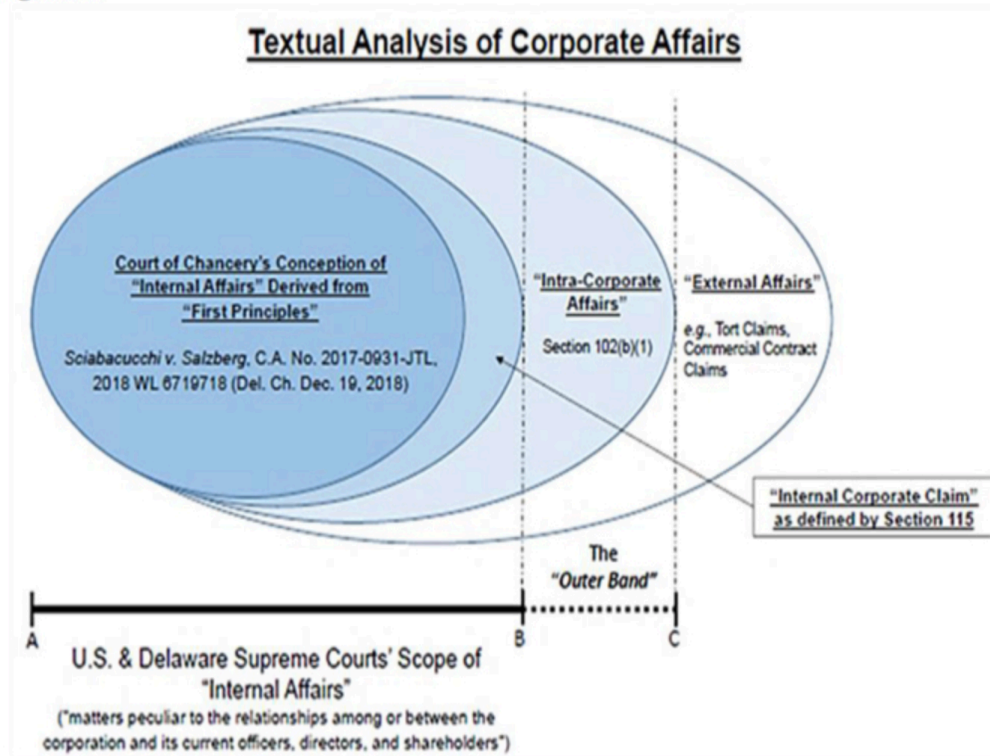 Textual Analysis of Corporate Affairs
Court of Chancery's Conception of
"Internal Affairs" Derived from
"First Principles"
Sciabacucchi v. Salzberg, C.A. No. 2017-0931-JTL,
2018 WL 6719718 (Del. Ch. Dec. 19, 2018)
"Intra-Corporate
Affairs"
Section 102(b)(1)
"External Affairs"
e.g., Tort Claims,
Commercial Contract
Claims
"Internal Corporate Claim"
as defined by Section 115
The
"Outer Band"
A
B
C
U.S. & Delaware Supreme Courts' Scope of
"Internal Affairs"
("matters peculiar to the relationships among or between the
corporation and its current officers, directors, and shareholders")